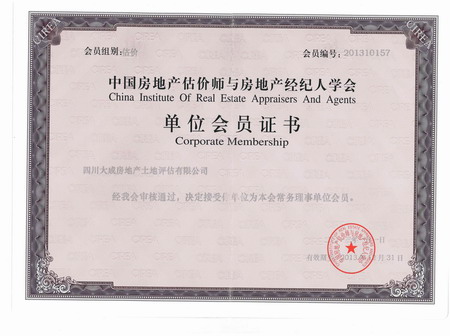 CIREA
CIREA
会员组别:估价
会员编号:201310157
中国房地产估价师与房地产经纪人学会
China Institute Of Real Estate Appraisers And Agents
单位会员证书
Corporate Membership
四川大成房地产土地评估有限公司
经我会审核通过，决定接受你单位为本会常务理事单位会员。